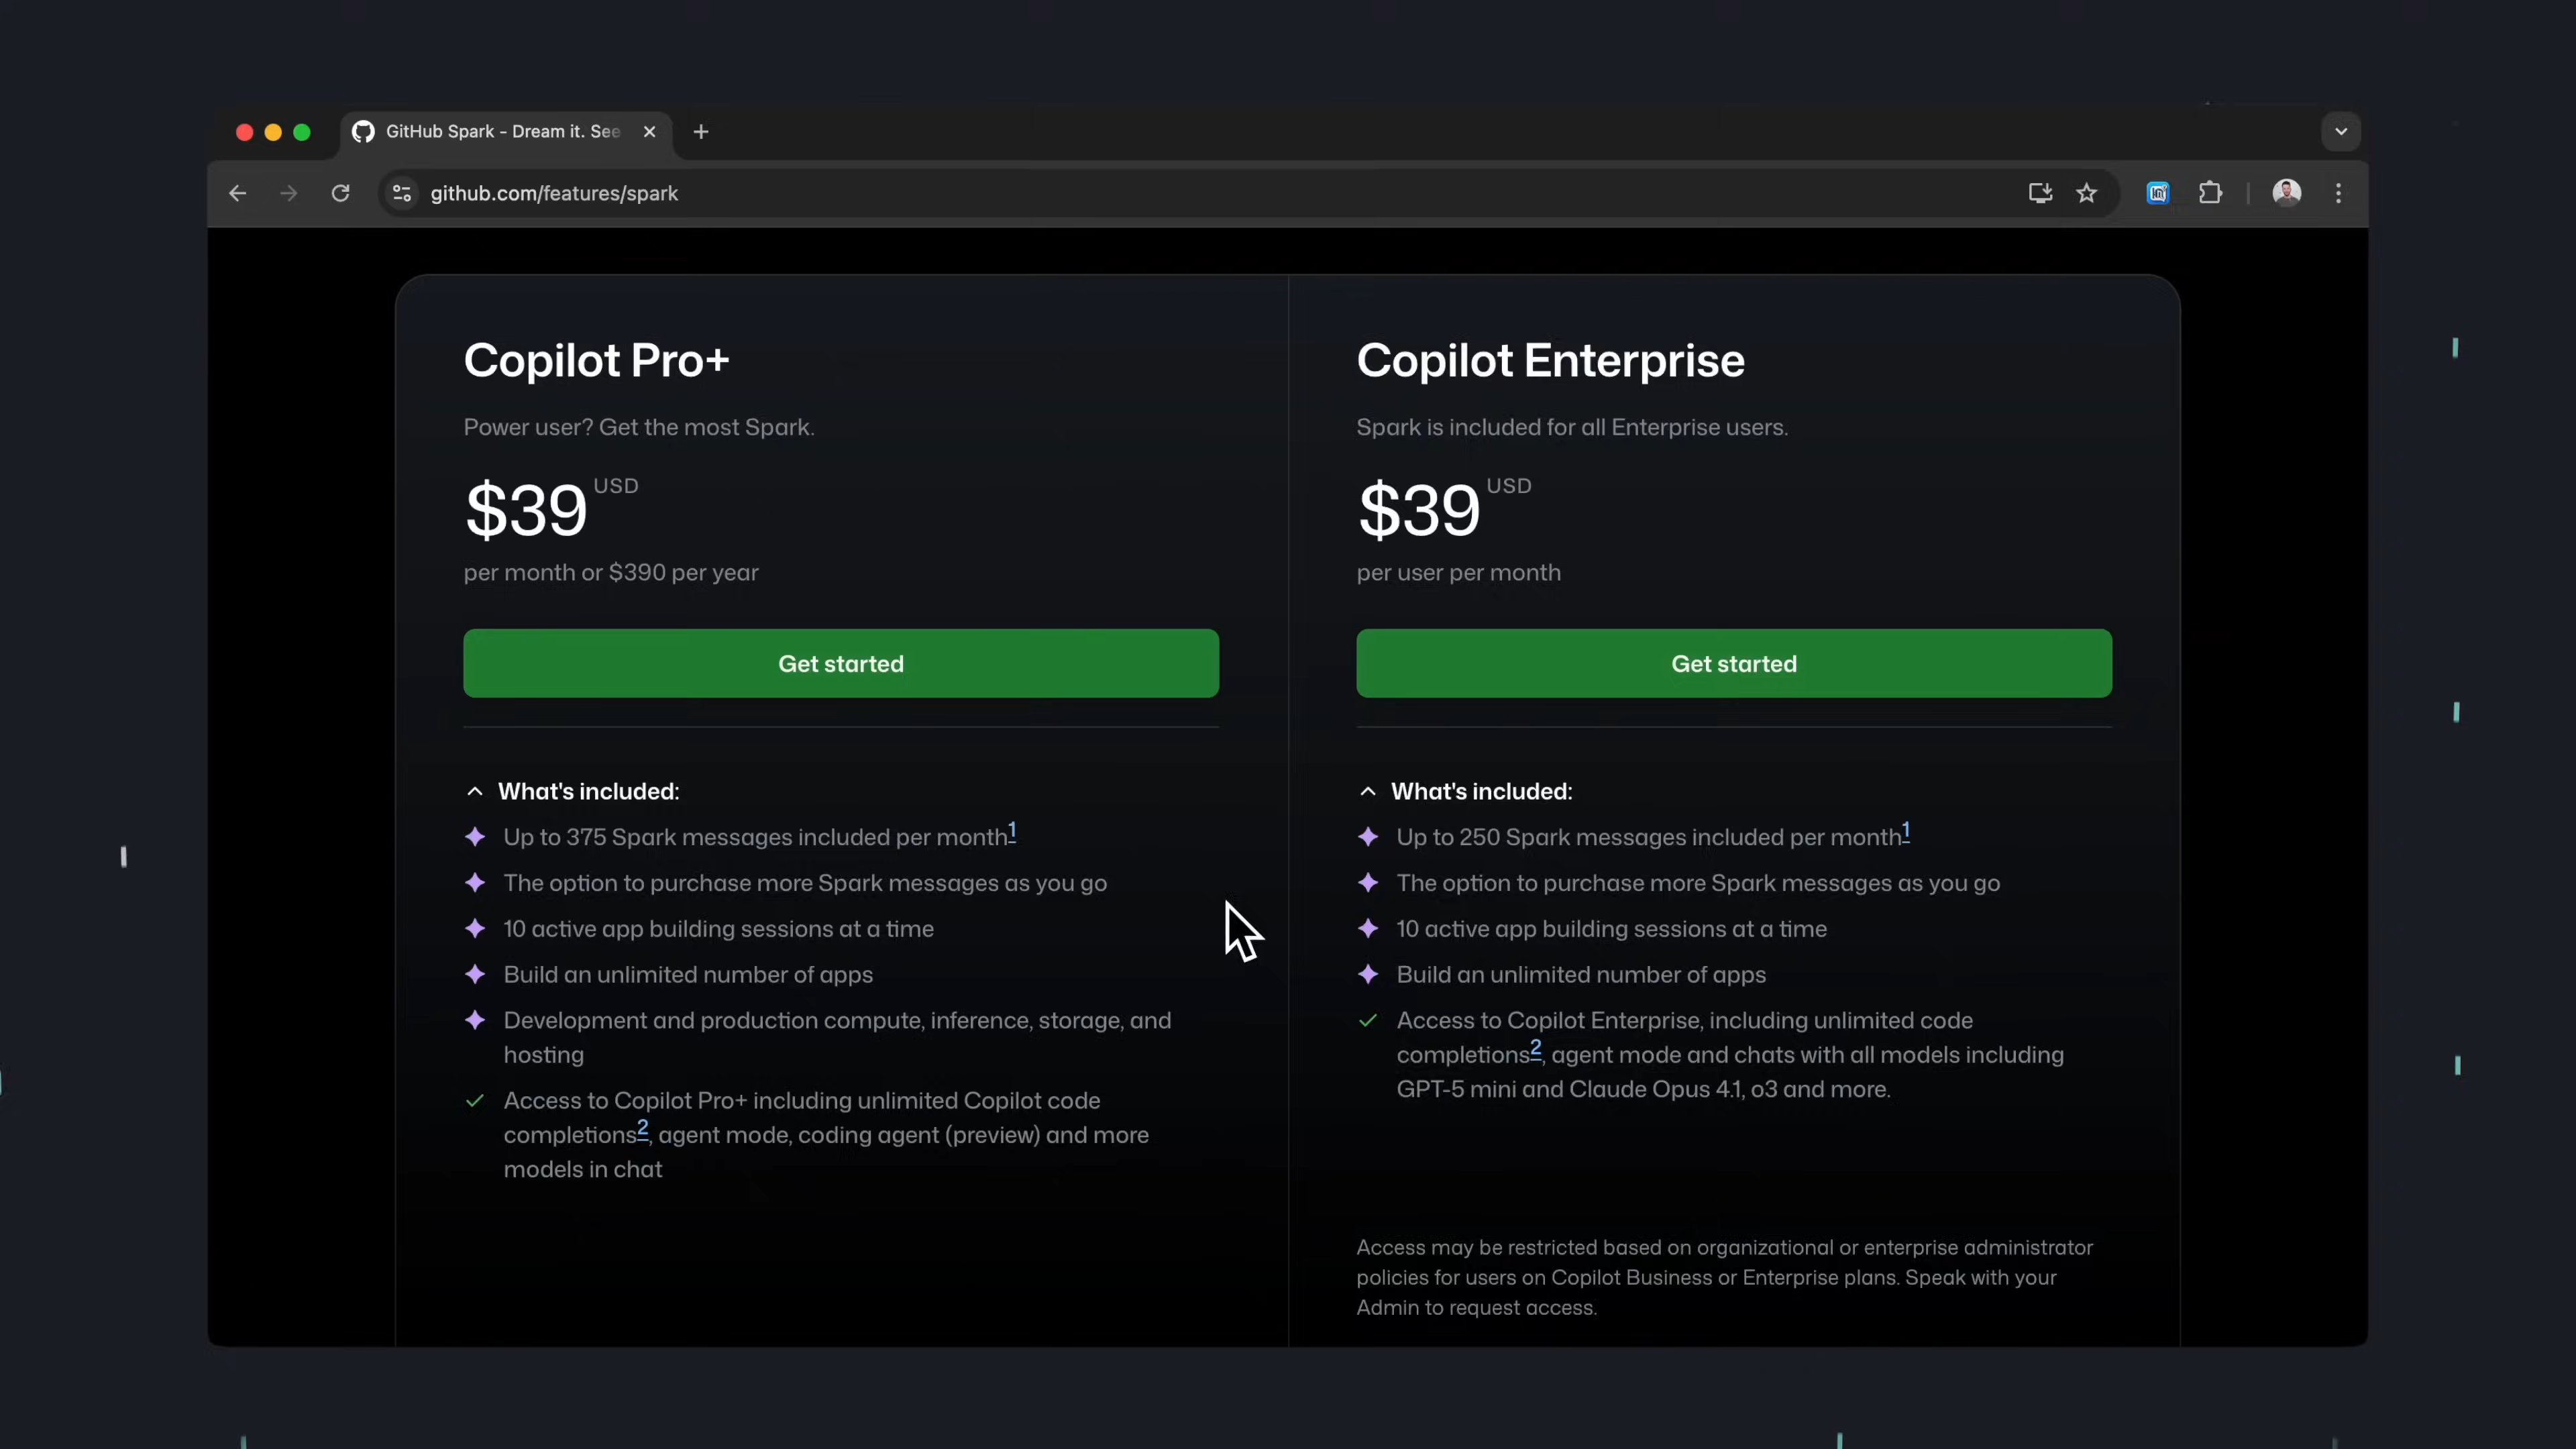 GitHub Spark - Dream it. See
github.com/features/spark
Copilot Pro+
Power user? Get the most Spark.
$39 USD
per month or $390 per year
Get started
What's included:
Up to 375 Spark messages included per month1
The option to purchase more Spark messages as you go
10 active app building sessions at a time
Build an unlimited number of apps
Development and production compute, inference, storage, and
hosting
Access to Copilot Pro+ including unlimited Copilot code
completions2, agent mode, coding agent (preview) and more
models in chat
Copilot Enterprise
Spark is included for all Enterprise users.
$39 USD
per user per month
Get started
What's included:
Up to 250 Spark messages included per month1
The option to purchase more Spark messages as you go
10 active app building sessions at a time
Build an unlimited number of apps
Access to Copilot Enterprise, including unlimited code
completions2, agent mode and chats with all models including
GPT-5 mini and Claude Opus 4.1, o3 and more.
Access may be restricted based on organizational or enterprise administrator
policies for users on Copilot Business or Enterprise plans. Speak with your
Admin to request access.